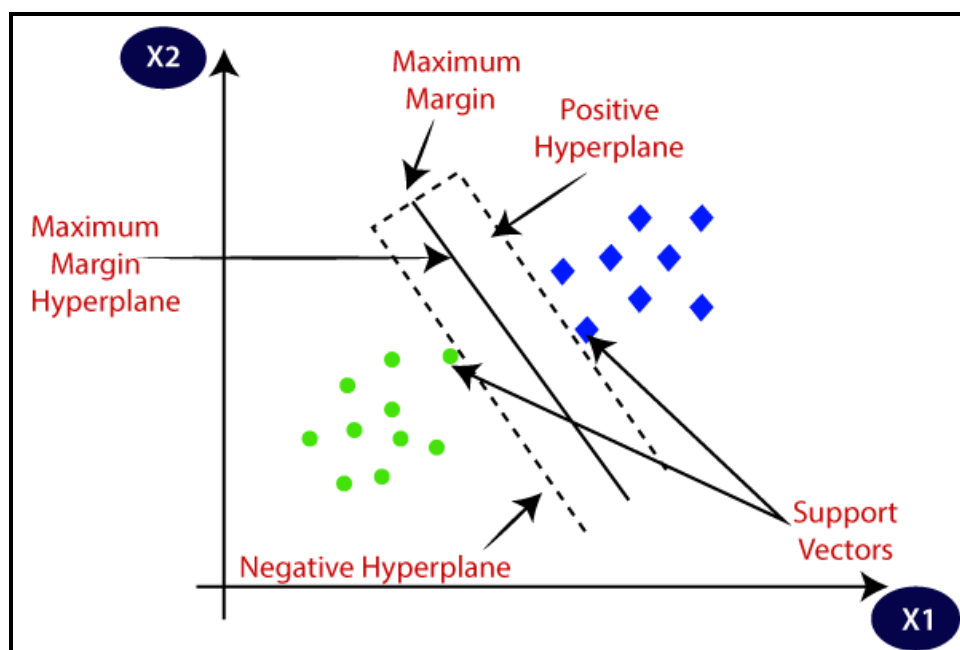 X2
Maximum
Margin
Positive
Hyperplane
Maximum
Margin
Hyperplane
Support
Vectors
Negative Hyperplane
X1